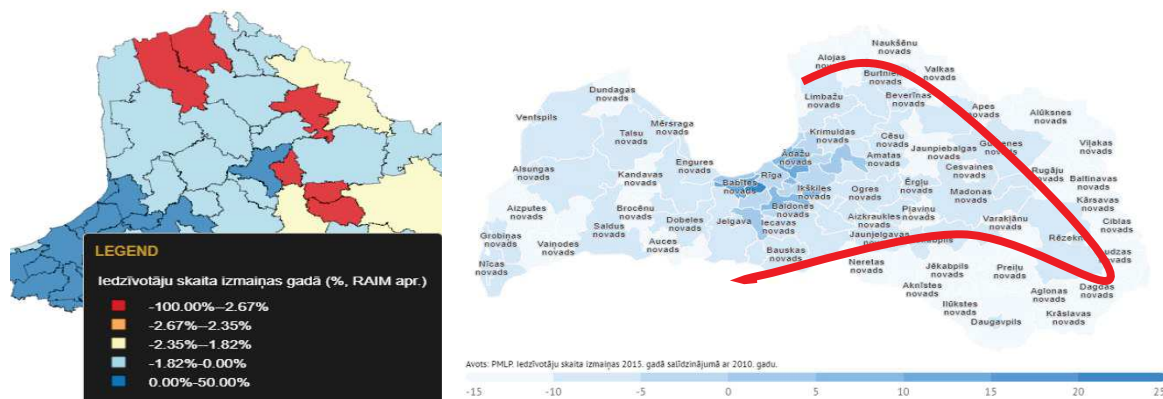 LEGEND
Iedzīvotāju skaita izmaiņas gadā (%, RAIM apr.)
-100.00%--2.67%
-2.67%--2.35%
-2.35%--1.82%
-1.82%-0.00%
0.00%-50.00%
Naukšēnu
novads
Alojas
Valkas
novads
novads
Limbažu
novads
Beverīnas
novads
Apes
novads
Alūksnes
novads
Dundagas
novads
Ventspils
Mērsraga
novads
Talsu
novads
Krimuldas
novads
Cēsu
novads
Jaunpiebalgas
novads
Viļakas
novads
Alsungas
novads
Engures
novads
Kandavas
novads
Ādažu
novads
Rīga
Amatas
novads
Cesvaines
novads
Rugāju
novads
Baltinavas
novads
Babītes
novads
Ikšķiles
novads
Ogres
novads
Ērgļu
novads
Madonas
novads
Kārsavas
novads
Aizputes
novads
Brocēnu
novads
Baldones
novads
Pļaviņu
novads
Varakļānu
novads
Ciblas
novads
Grobiņas
novads
Saldus
novads
Dobeles
novads
Jelgava
Iecavas
novads
Aizkraukles
novads
Jaunjelgavas
Vaiņodes
novads
Auces
novads
Bauskas
novads
Neretas
novads
Jēkabpils
novads
Preiļu
novads
novads
Nīcas
novads
Dagdas
novads
Aknīstes
novads
Aglonas
novads
Ilūkstes
novads
Krāslavas
novads
Daugavpils
Avots: PMLP. Iedzīvotāju skaita izmaiņas 2015. gadā salīdzinājumā ar 2010. gadu.
-15 -10 -5 0 5 10 15 20 25